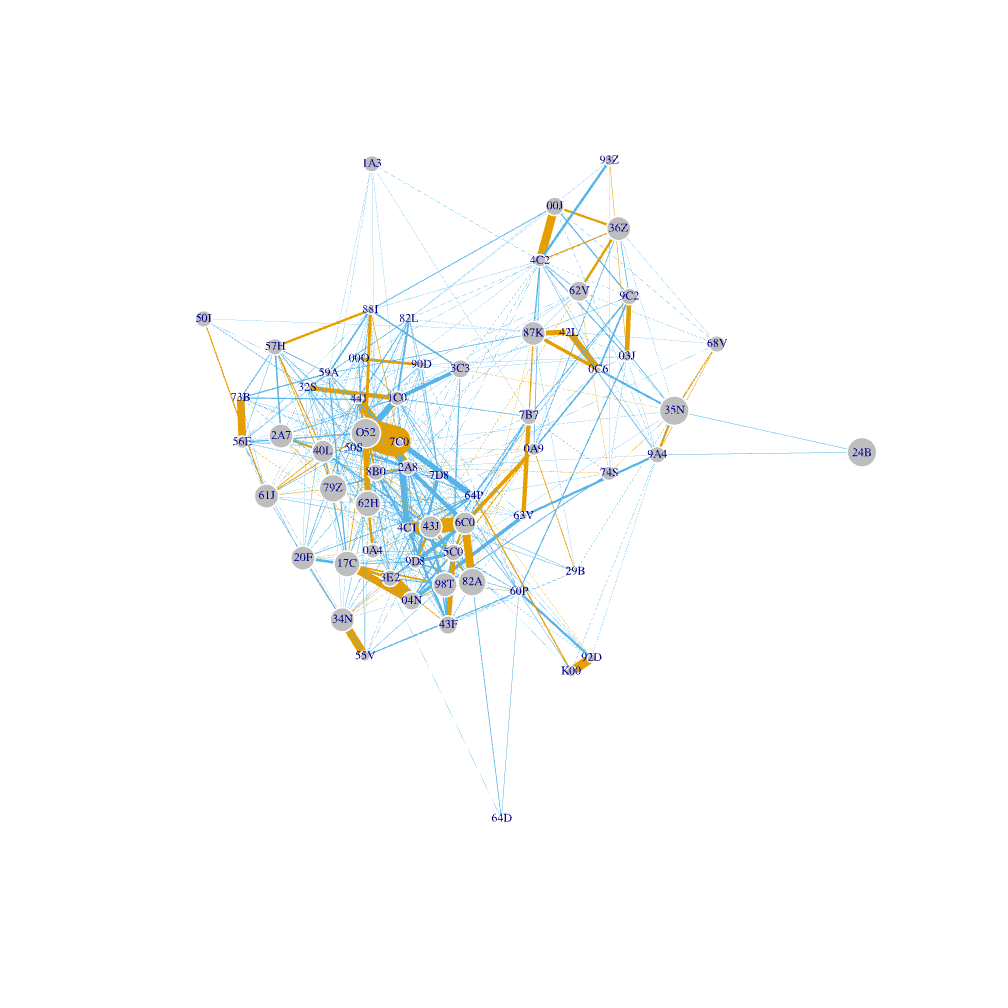 1A3
93Z
00J
36Z
4C2
62V
9C2
50I
88I
82L
87K
42L
57H
00O
90D
3C3
0C6
03J
68V
59A
32S
73B
44J
1C0
35N
7B7
2A7
O52
7C0
56E
40L
50S
0A9
9A4
24B
8B0
2A8
7D8
74S
61J
79Z
62H
64P
4C1
43J
6C0
63V
20F
17C
0A4
9D8
5C0
3E2
98T
82A
29B
60P
04N
34N
43F
55V
92D
K00
64D